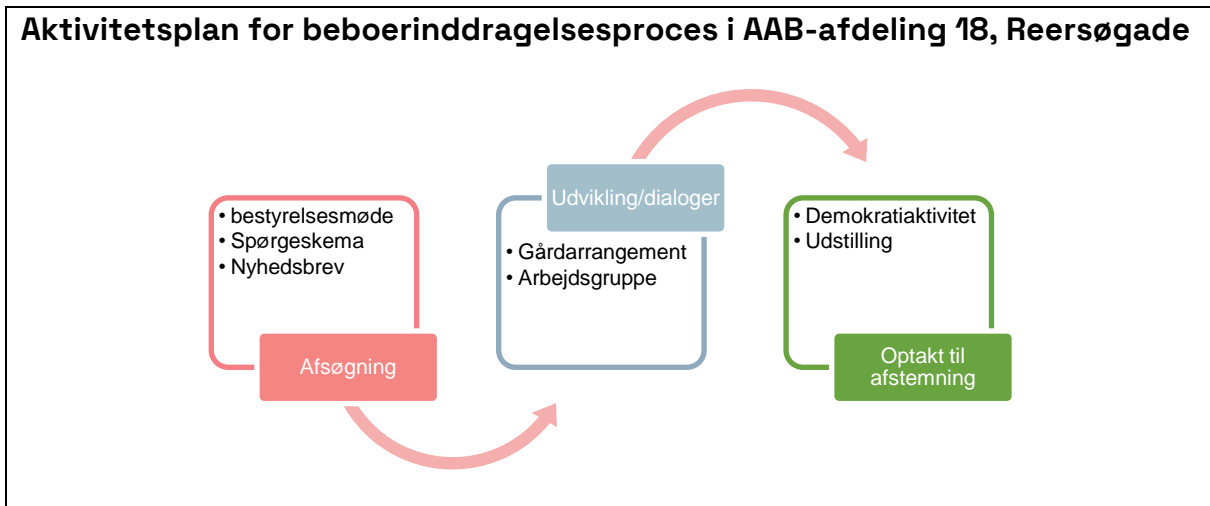 Aktivitetsplan for beboerinddragelsesproces i AAB-afdeling 18, Reersøgade
• bestyrelsesmøde
• Spørgeskema
• Nyhedsbrev
Afsøgning
Udvikling/dialoger
• Gårdarrangement
• Arbejdsgruppe
• Demokratiaktivitet
• Udstilling
Optakt til
afstemning